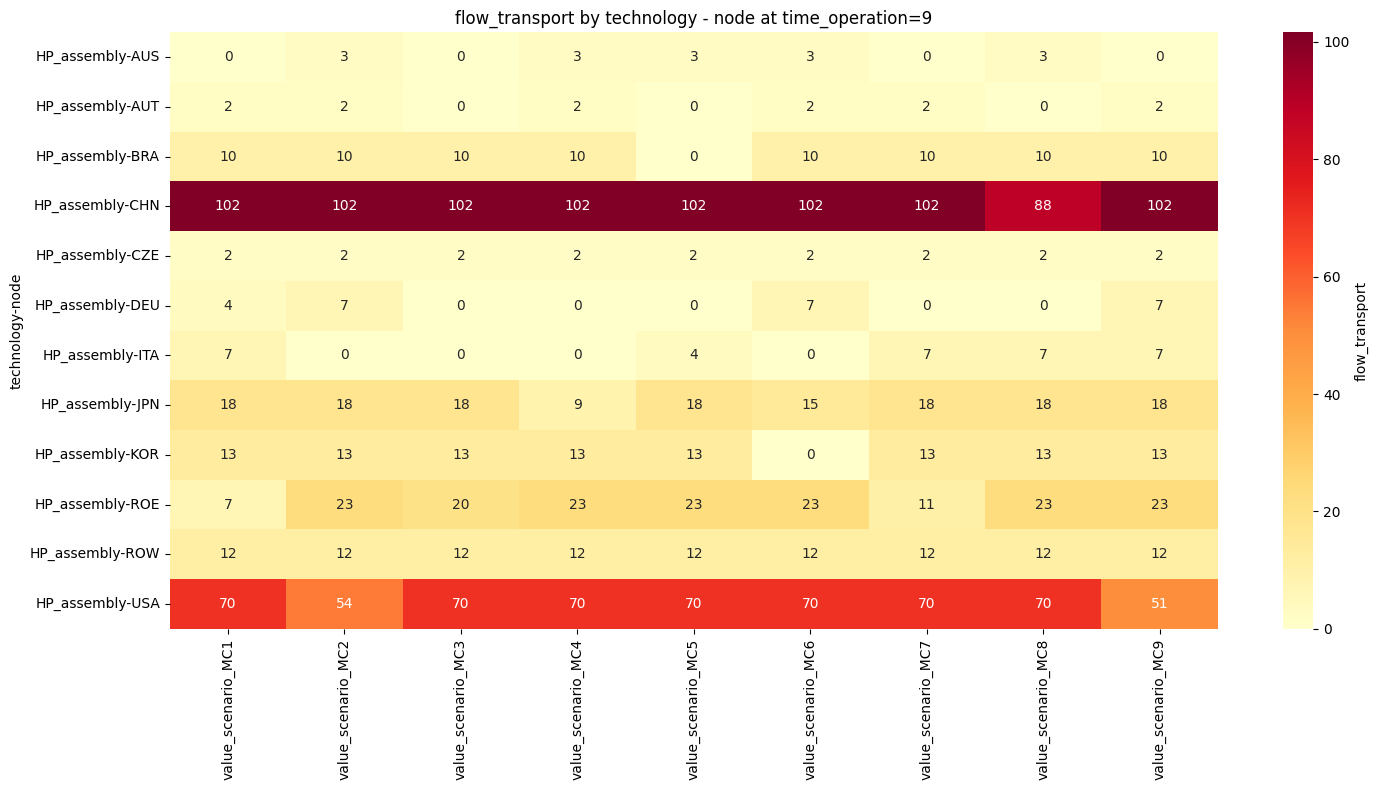 flow_transport by technology - node at time_operation=9
technology-node
HP_assembly-AUS 0 3 0 3 3 3 0 3 0
HP_assembly-AUT 2 2 0 2 0 2 2 0 2
HP_assembly-BRA 10 10 10 10 0 10 10 10 10
HP_assembly-CHN 102 102 102 102 102 102 102 88 102
HP_assembly-CZE 2 2 2 2 2 2 2 2 2
HP_assembly-DEU 4 7 0 0 0 7 0 0 7
HP_assembly-ITA 7 0 0 0 4 0 7 7 7
HP_assembly-JPN 18 18 18 9 18 15 18 18 18
HP_assembly-KOR 13 13 13 13 13 0 13 13 13
HP_assembly-ROE 7 23 20 23 23 23 11 23 23
HP_assembly-ROW 12 12 12 12 12 12 12 12 12
HP_assembly-USA 70 54 70 70 70 70 70 70 51
value_scenario_MC1
value_scenario_MC2
value_scenario_MC3
value_scenario_MC4
value_scenario_MC5
value_scenario_MC6
value_scenario_MC7
value_scenario_MC8
value_scenario_MC9
100
80
60
40
20
0
flow_transport